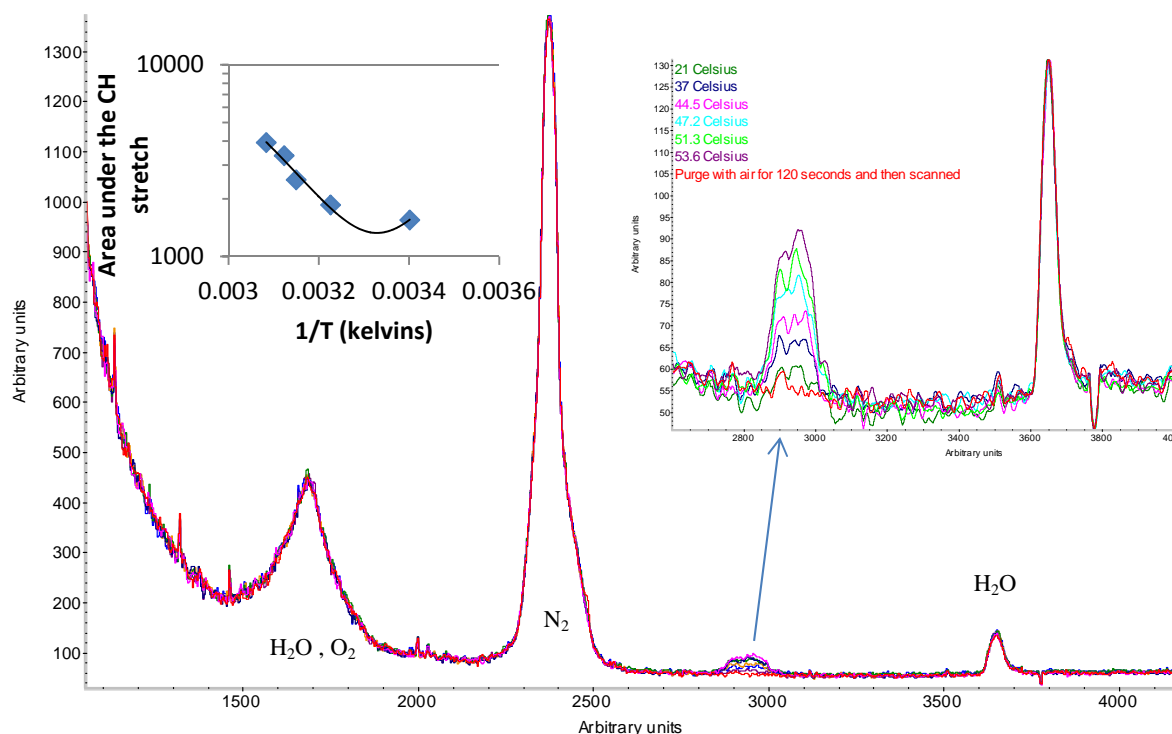 1300
1200
1100
1000
900
800
700
600
500
400
300
200
100
Arbitrary units
1500
2000
2500
3000
3500
4000
Arbitrary units
H₂O , O₂
N₂
H₂O
Area under the CH
stretch
10000
1000
0.003
0.0032
0.0034
0.0036
1/T (kelvins)
130
125
120
115
110
105
100
95
90
85
80
75
70
65
60
55
50
Arbitrary units
21 Celsius
37 Celsius
44.5 Celsius
47.2 Celsius
51.3 Celsius
53.6 Celsius
Purge with air for 120 seconds and then scanned
2800
3000
3200
3400
3600
3800
40
Arbitrary units